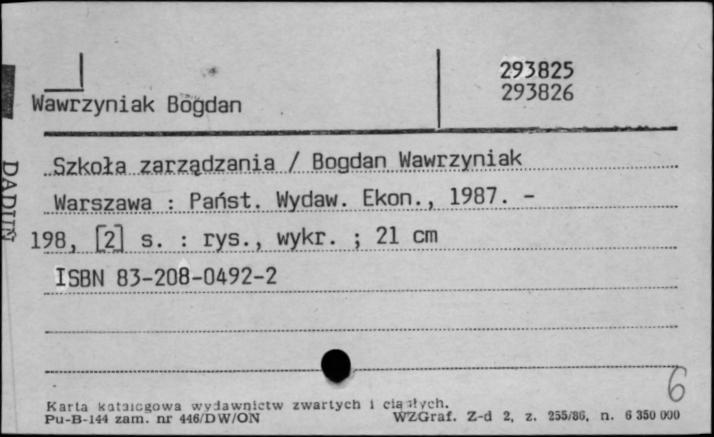 293825
293826
Wawrzyniak Bogdan
Szkoła zarządzania / Bogdan Wawrzyniak
Warszawa : Państ. Wydaw. Ekon., 1987. -
198, [2] s. : rys., wykr. ; 21 cm
ISBN 83-208-0492-2
6
Karta katalogowa wydawnictw zwartych i ciągłych.
Pu-B-144 zam. nr 446/DW/ON WZGraf. Z-d 2, z. 255/86, n. 6 350 000